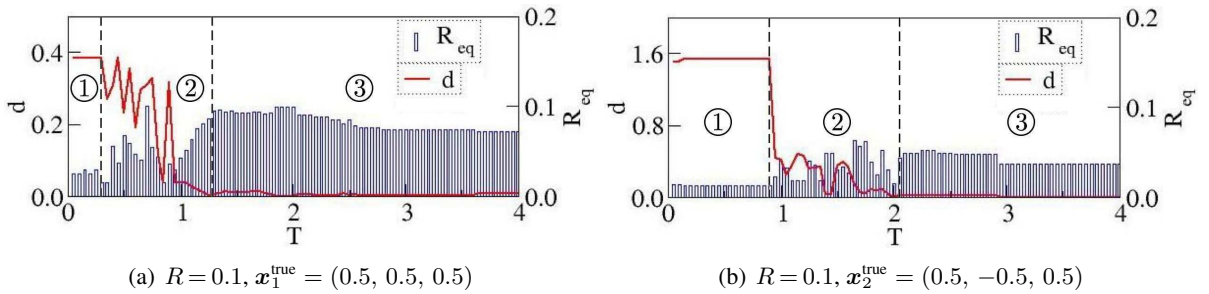 0.4
0.2
0.0
d
① ② ③
R_eq
d
0.2
0.1
0.0
R_eq
0 1 2 3 4
T
(a) R = 0.1, x_1^true = (0.5, 0.5, 0.5)
1.6
0.8
0.0
d
① ② ③
R_eq
d
0.2
0.1
0.0
R_eq
0 1 2 3 4
T
(b) R = 0.1, x_2^true = (0.5, −0.5, 0.5)